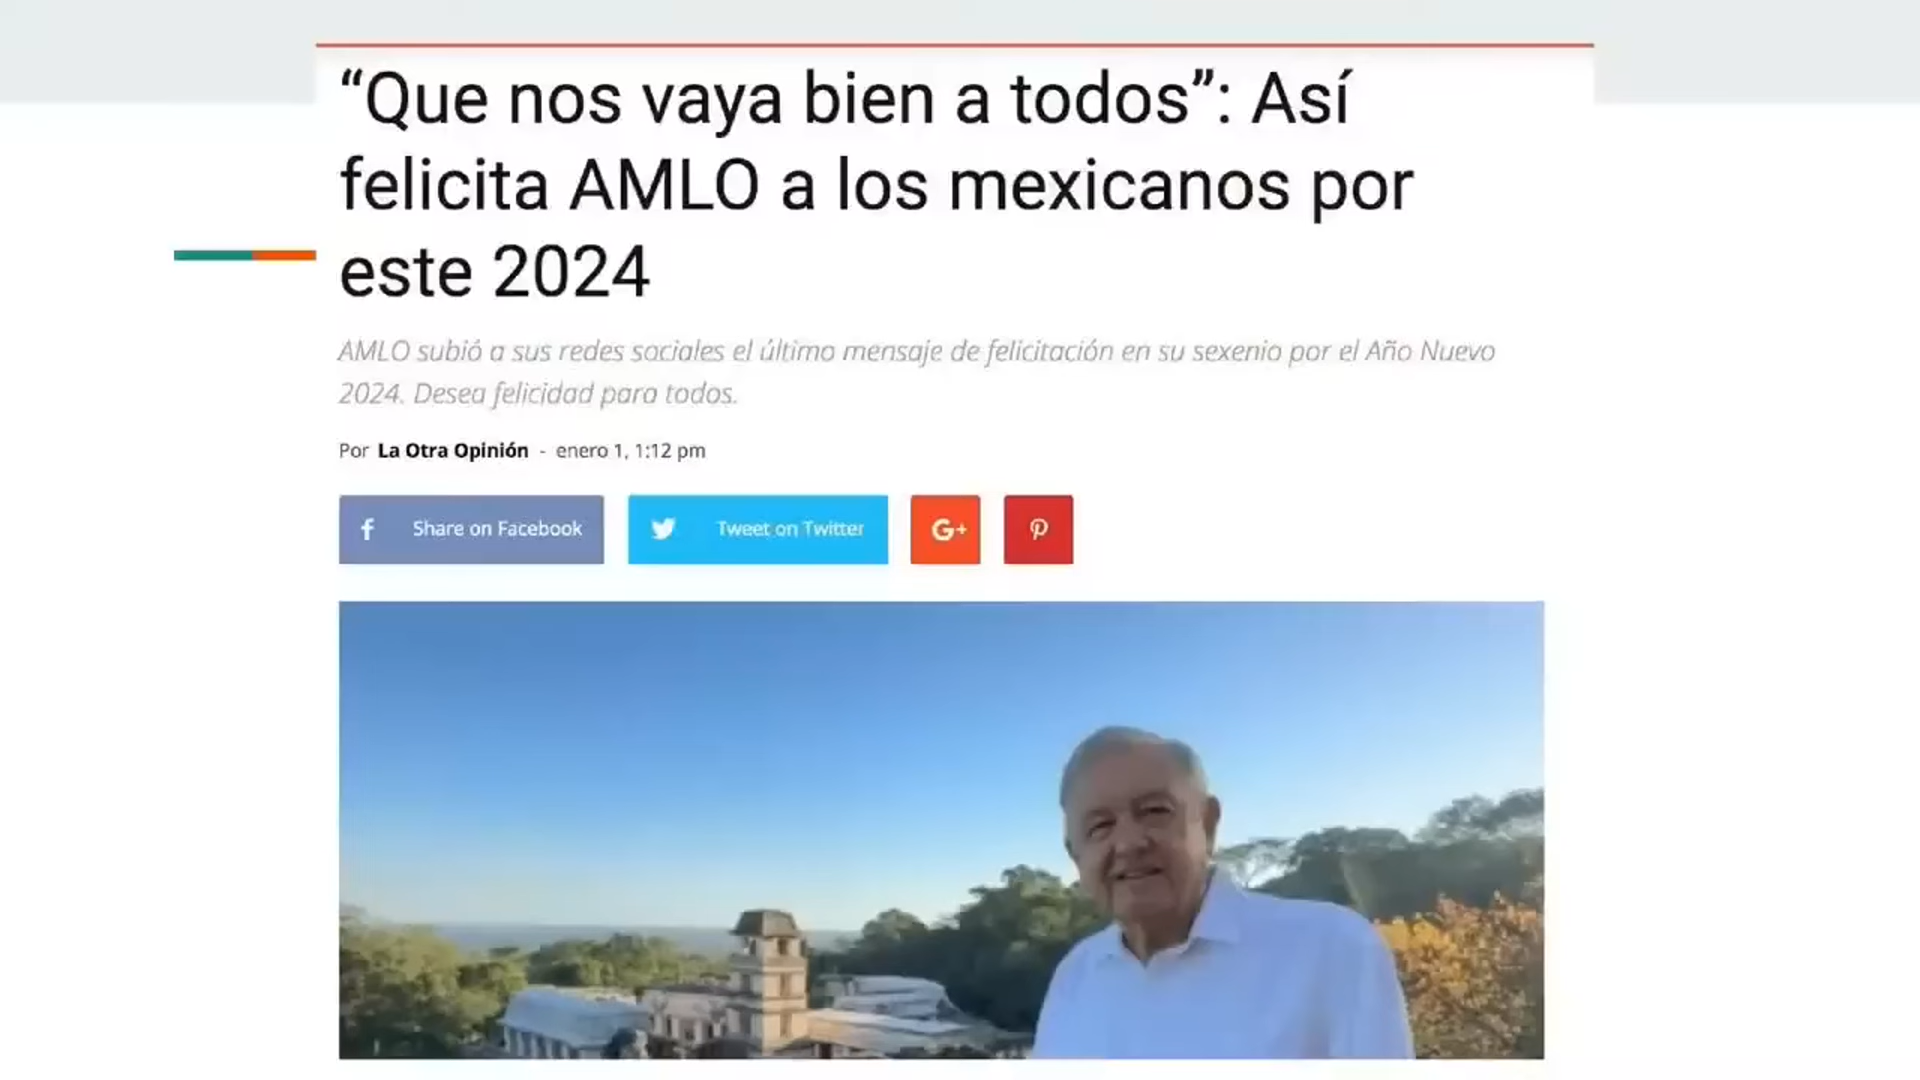 “Que nos vaya bien a todos”: Así
felicita AMLO a los mexicanos por
este 2024
AMLO subió a sus redes sociales el último mensaje de felicitación en su sexenio por el Año Nuevo
2024. Desea felicidad para todos.
Por La Otra Opinión - enero 1, 1:12 pm
Share on Facebook
Tweet on Twitter
G+